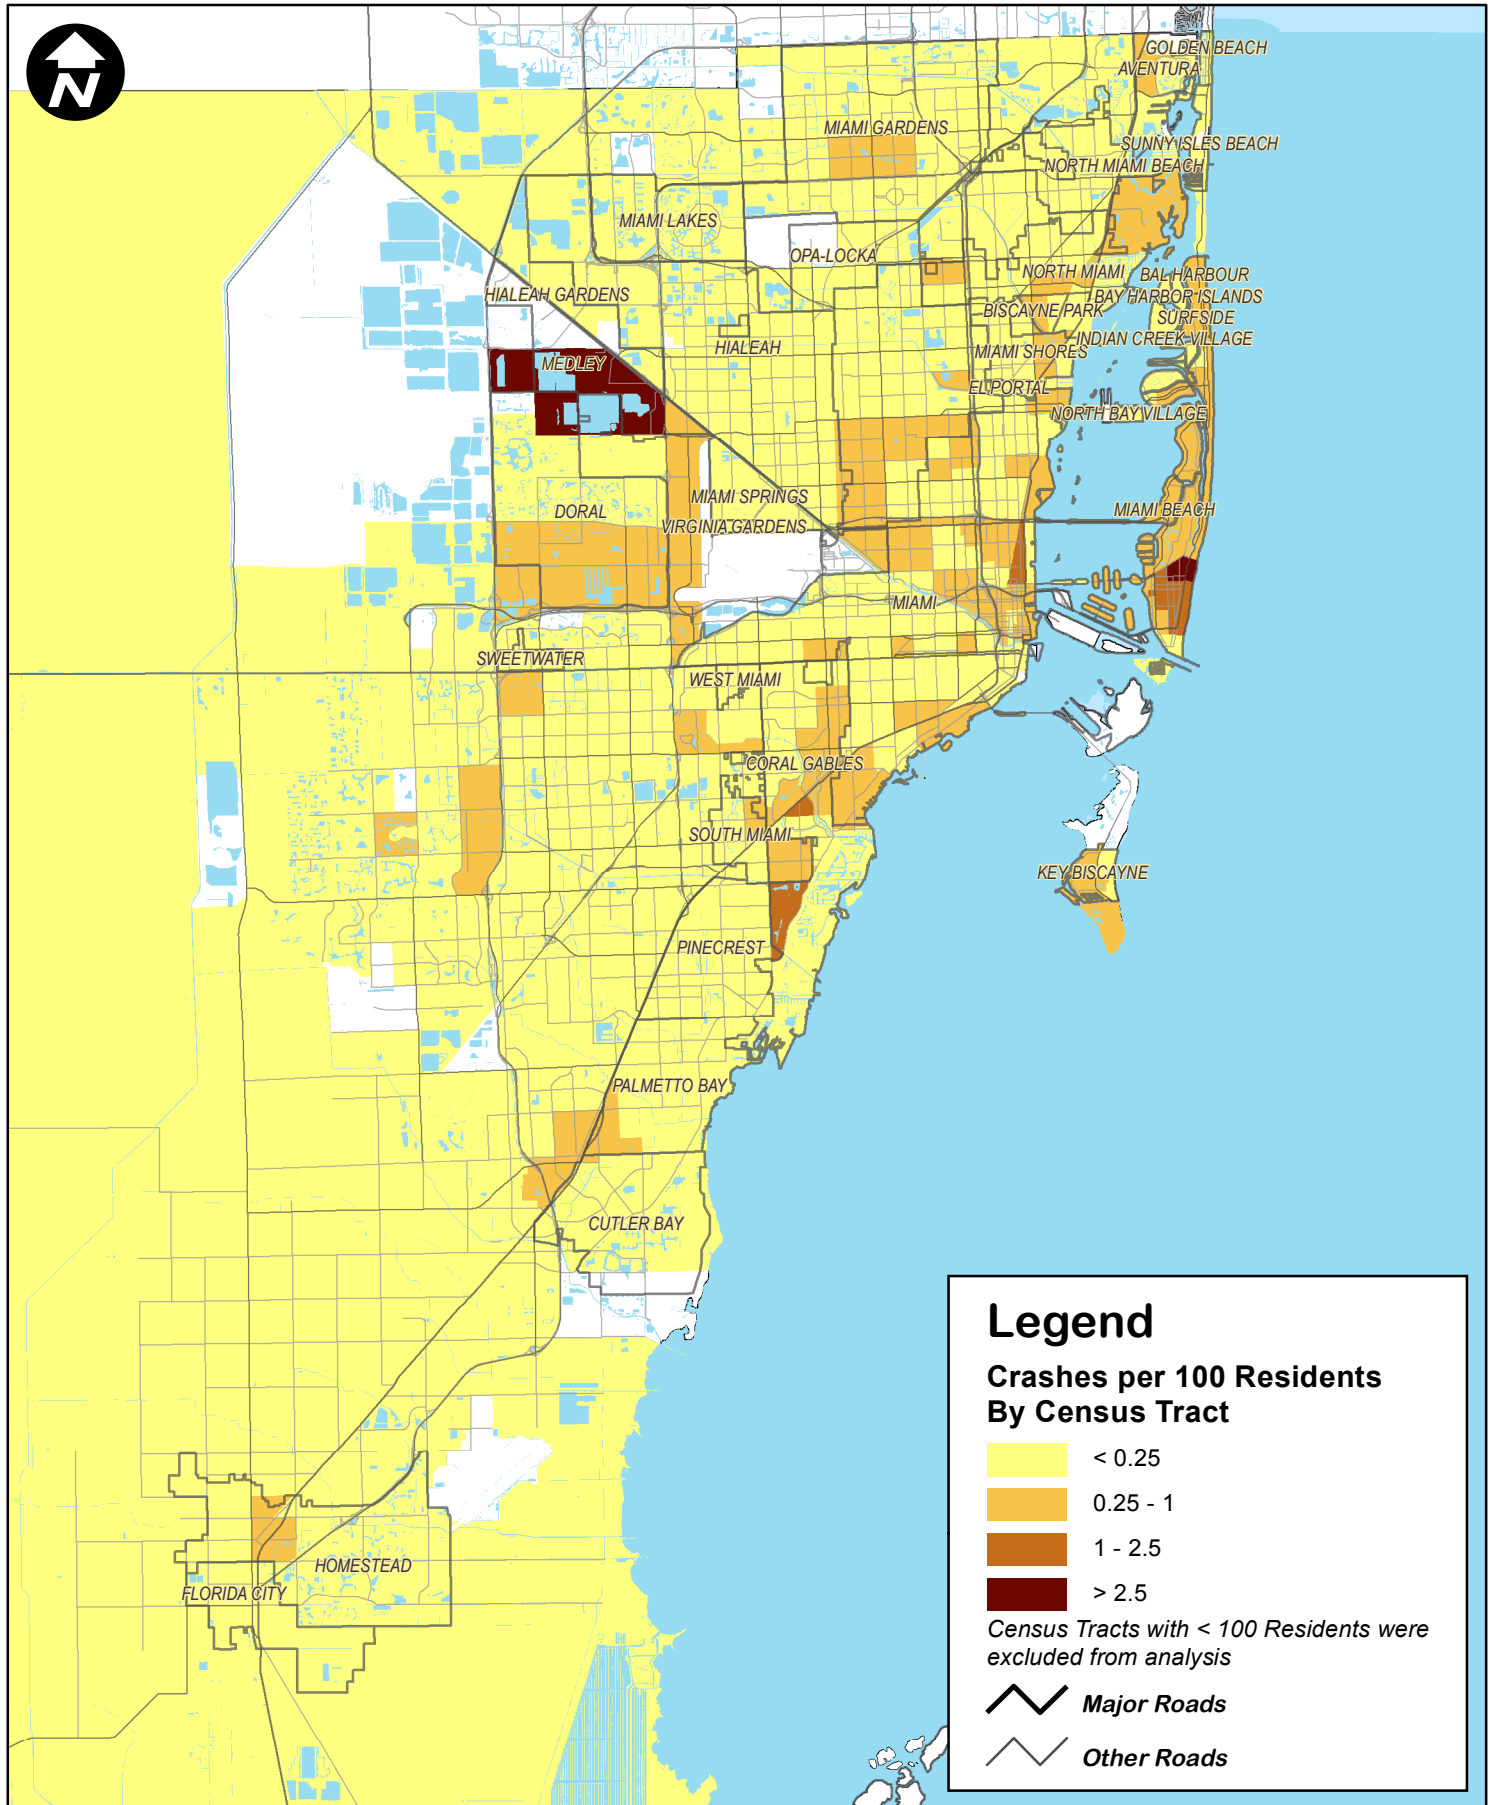 N
GOLDEN BEACH
AVENTURA
MIAMI GARDENS
SUNNY ISLES BEACH
NORTH MIAMI BEACH
MIAMI LAKES
OPA-LOCKA
NORTH MIAMI
BAL HARBOUR
HIALEAH GARDENS
BAY HARBOR ISLANDS
BISCAYNE PARK
SURFSIDE
INDIAN CREEK VILLAGE
HIALEAH
MIAMI SHORES
MEDLEY
EL PORTAL
NORTH BAY VILLAGE
MIAMI SPRINGS
DORAL
MIAMI BEACH
VIRGINIA GARDENS
MIAMI
SWEETWATER
WEST MIAMI
CORAL GABLES
SOUTH MIAMI
KEY BISCAYNE
PINECREST
PALMETTO BAY
CUTLER BAY
HOMESTEAD
FLORIDA CITY
Legend
Crashes per 100 Residents
By Census Tract
< 0.25
0.25 - 1
1 - 2.5
> 2.5
Census Tracts with < 100 Residents were
excluded from analysis
Major Roads
Other Roads